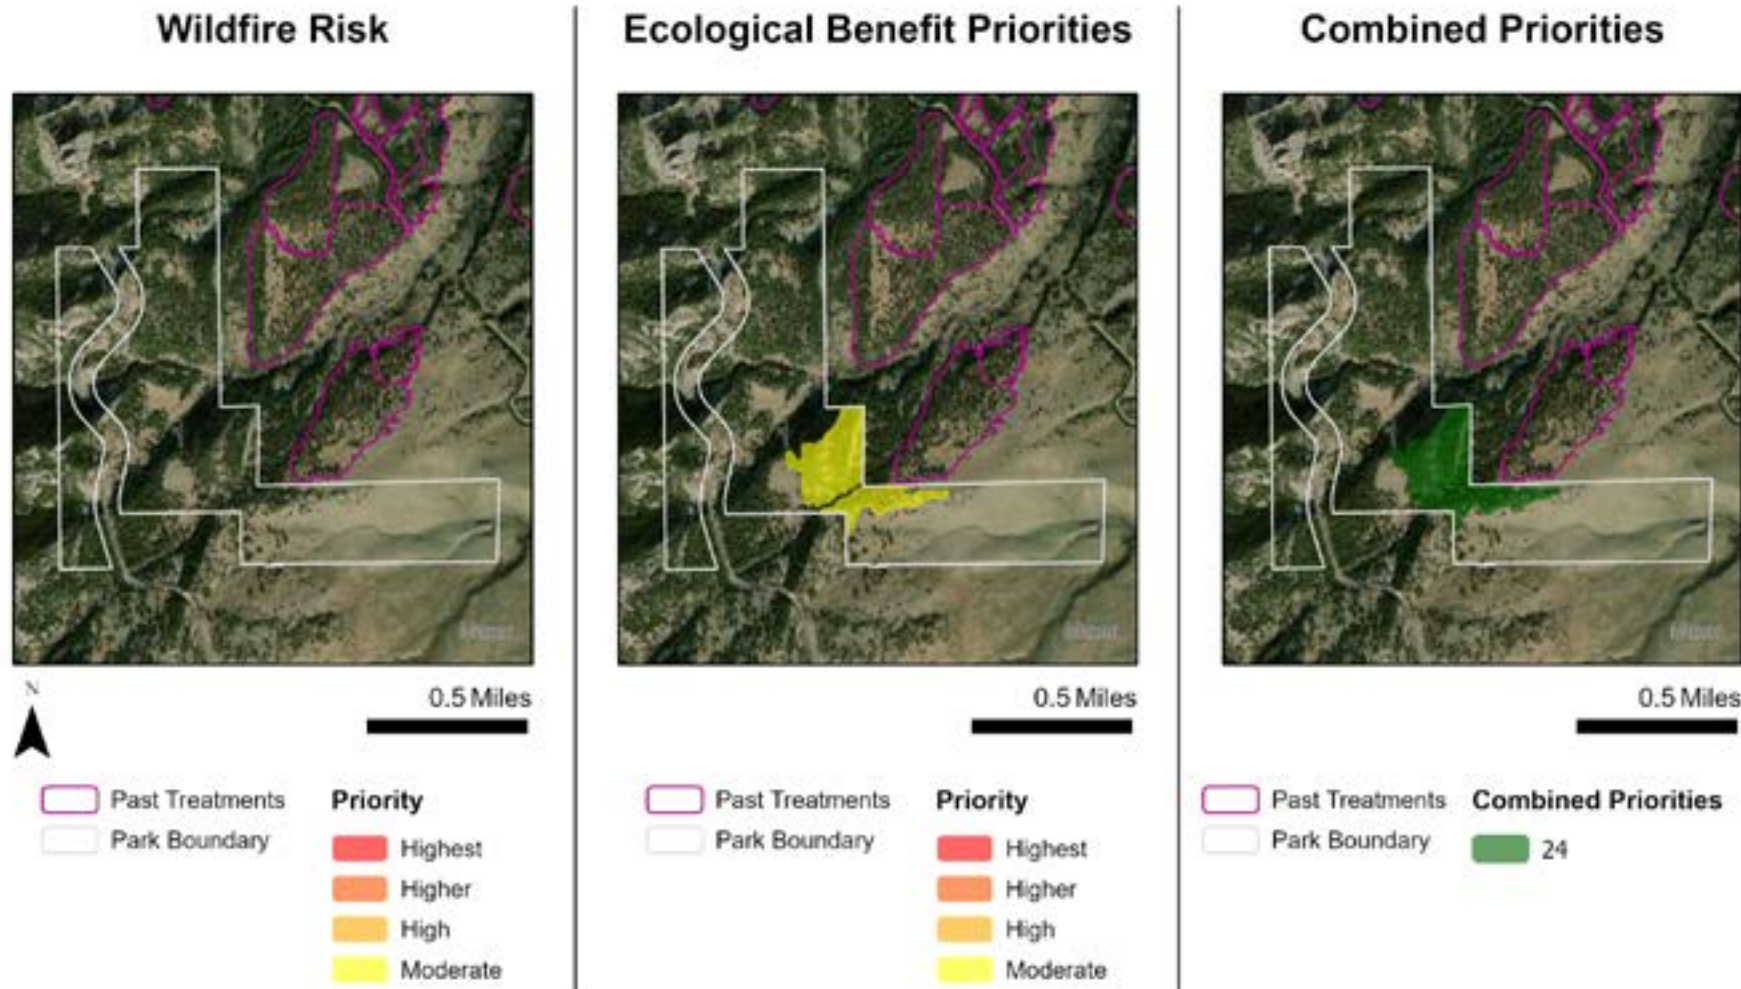 Wildfire Risk
Ecological Benefit Priorities
Combined Priorities
N
0.5 Miles
0.5 Miles
0.5 Miles
Past Treatments
Park Boundary
Priority
Highest
Higher
High
Moderate
Past Treatments
Park Boundary
Priority
Highest
Higher
High
Moderate
Past Treatments
Park Boundary
Combined Priorities
24